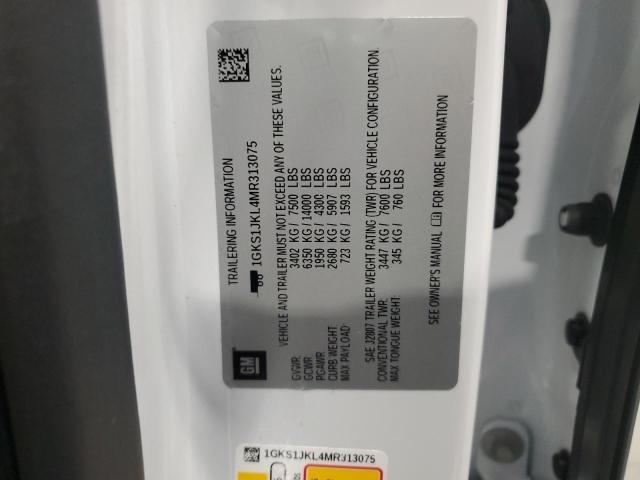 TRAILERING INFORMATION
1GKS1JKL4MR313075
VEHICLE AND TRAILER MUST NOT EXCEED ANY OF THESE VALUES.
GVWR: 3402 KG / 7500 LBS
GCWR: 6350 KG / 14000 LBS
RGAWR: 1950 KG / 4300 LBS
CURB WEIGHT: 2680 KG / 5907 LBS
MAX PAYLOAD: 723 KG / 1593 LBS
SAE J2807 TRAILER WEIGHT RATING (TWR) FOR VEHICLE CONFIGURATION.
CONVENTIONAL TWR: 3447 KG / 7600 LBS
MAX TONGUE WEIGHT: 345 KG / 760 LBS
SEE OWNER'S MANUAL FOR MORE INFORMATION
GM
1GKS1JKL4MR313075